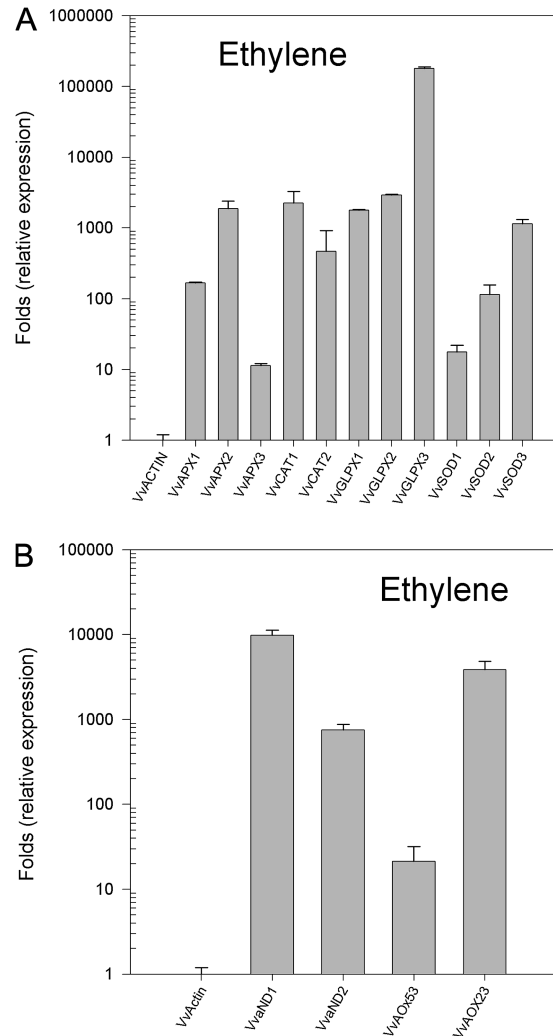 A
Ethylene
Folds (relative expression)
1000000
100000
10000
1000
100
10
1
VvACTIN
VvAPX1
VvAPX2
VvAPX3
VvCAT1
VvCAT2
VvGLPX1
VvGLPX2
VvGLPX3
VvSOD1
VvSOD2
VvSOD3
B
Ethylene
Folds (relative expression)
100000
10000
1000
100
10
1
VvActin
VvaND1
VvaND2
VvAOx53
VvAOX23